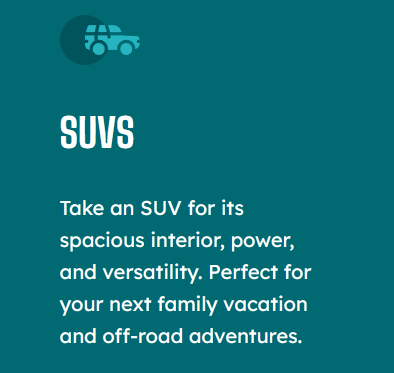 SUVS
Take an SUV for its
spacious interior, power,
and versatility. Perfect for
your next family vacation
and off-road adventures.